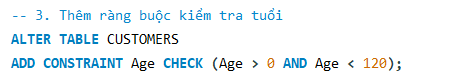 -- 3. Thêm ràng buộc kiểm tra tuổi
ALTER TABLE CUSTOMERS
ADD CONSTRAINT Age CHECK (Age > 0 AND Age < 120);